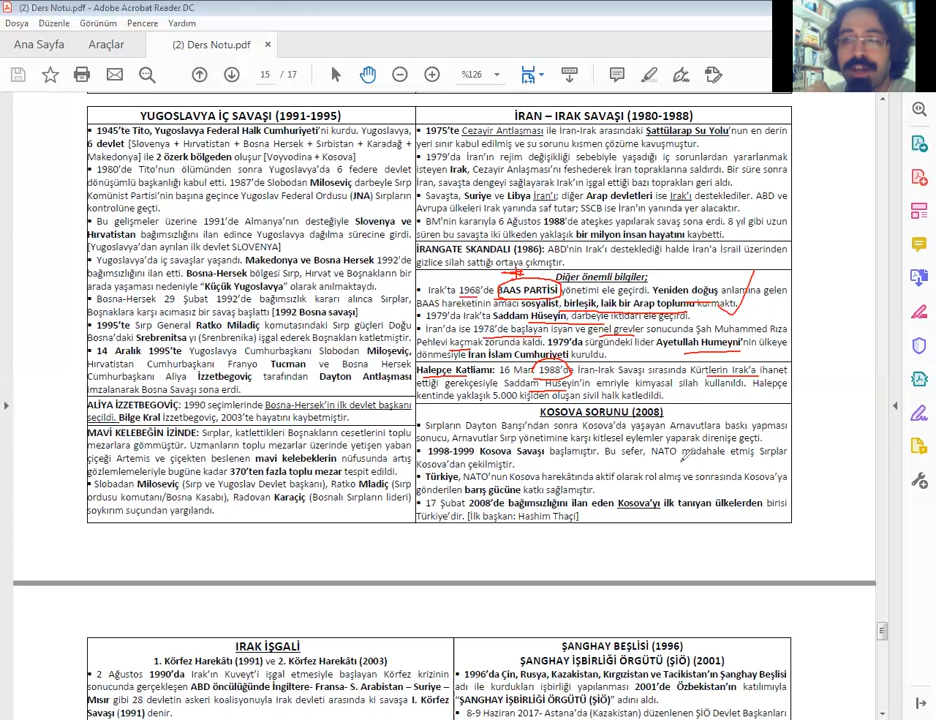 (2) Ders Notu.pdf - Adobe Acrobat Reader DC
Dosya Düzenle Görünüm Pencere Yardım
Ana Sayfa Araçlar (2) Ders Notu.pdf ×
15 / 17 %126
YUGOSLAVYA İÇ SAVAŞI (1991-1995)
▪ 1945'te Tito, Yugoslavya Federal Halk Cumhuriyeti'ni kurdu. Yugoslavya,
6 devlet [Slovenya + Hırvatistan + Bosna Hersek + Sırbistan + Karadağ +
Makedonya] ile 2 özerk bölgeden oluşur [Voyvodina + Kosova]
▪ 1980'de Tito'nun ölümünden sonra Yugoslavya'da 6 federe devlet
dönüşümlü başkanlığı kabul etti. 1987'de Slobodan Miloseviç darbeyle Sırp
Komünist Partisi'nin başına geçince Yugoslav Federal Ordusu (JNA) Sırpların
kontrolüne geçti.
▪ Bu gelişmeler üzerine 1991'de Almanya'nın desteğiyle Slovenya ve
Hırvatistan bağımsızlığını ilan edince Yugoslavya dağılma sürecine girdi.
[Yugoslavya'dan ayrılan ilk devlet SLOVENYA]
▪ Yugoslavya'da iç savaşlar yaşandı. Makedonya ve Bosna Hersek 1992'de
bağımsızlığını ilan etti. Bosna-Hersek bölgesi Sırp, Hırvat ve Boşnakların bir
arada yaşaması nedeniyle "Küçük Yugoslavya" olarak anılmaktaydı.
▪ Bosna-Hersek 29 Şubat 1992'de bağımsızlık kararı alınca Sırplar,
Boşnaklara karşı acımasız bir savaş başlattı [1992 Bosna savaşı]
▪ 1995'te Sırp General Ratko Miladiç komutasındaki Sırp güçleri Doğu
Bosna'daki Srebrenitsa yı (Srenbrenika) işgal ederek Boşnakları katletti.
▪ 14 Aralık 1995'te Yugoslavya Cumhurbaşkanı Slobodan Miloseviç,
Hırvatistan Cumhurbaşkanı Franyo Tucman ve Bosna Hersek
Cumhurbaşkanı Aliya İzzetbegoviç tarafından Dayton Antlaşması
imzalanarak Bosna Savaşı sona erdi.
ALİYA İZZETBEGOVİÇ: 1990 seçimlerinde Bosna-Hersek'in ilk devlet başkanı
seçildi. Bilge Kral İzzetbegoviç, 2003'te hayatını kaybetmiştir.
MAVİ KELEBEĞİN İZİNDE: Sırplar, katlettikleri Boşnakların cesetlerini toplu
mezarlara gömmüştür. Uzmanların toplu mezarlar üzerinde yetişen yaban
çiçeği Artemis ve çiçekten beslenen mavi kelebeklerin nüfusunda artış
gözlemlemeleriyle bugüne kadar 370'ten fazla toplu mezar tespit edildi.
▪ Slobadan Miloseviç (Sırp ve Yugoslav Devlet başkanı), Ratko Mladiç (Sırp
ordusu komutanı/Bosna Kasabı), Radovan Karaciç (Bosnalı Sırpların lideri)
soykırım suçundan yargılandı.
İRAN – IRAK SAVAŞI (1980-1988)
▪ 1975'te Cezayir Antlaşması ile İran-Irak arasındaki Şattülarap Su Yolu'nun en derin
yeri sınır kabul edilmiş ve su sorunu kısmen çözüme kavuşmuştur.
▪ 1979'da İran'ın rejim değişikliği sebebiyle yaşadığı iç sorunlardan yararlanmak
isteyen Irak, Cezayir Anlaşması'nı feshederek İran topraklarına saldırdı. Bir süre sonra
İran, savaşta dengeyi sağlayarak Irak'ın işgal ettiği bazı toprakları geri aldı.
▪ Savaşta, Suriye ve Libya İran'ı; diğer Arap devletleri ise Irak'ı desteklediler. ABD ve
Avrupa ülkeleri Irak yanında saf tutar; SSCB ise İran'ın yanında yer alacaktır.
▪ BM'nin kararıyla 6 Ağustos 1988'de ateşkes yapılarak savaş sona erdi. 8 yıl gibi uzun
süren bu savaşta iki ülkeden yaklaşık bir milyon insan hayatını kaybetti.
İRANGATE SKANDALI (1986): ABD'nin Irak'ı desteklediği halde İran'a İsrail üzerinden
gizlice silah sattığı ortaya çıkmıştır.
Diğer önemli bilgiler;
▪ Irak'ta 1968'de BAAS PARTİSİ yönetimi ele geçirdi. Yeniden doğuş anlamına gelen
BAAS hareketinin amacı sosyalist, birleşik, laik bir Arap toplumu kurmaktı.
▪ 1979'da Irak'ta Saddam Hüseyin, darbeyle iktidarı ele geçirdi.
▪ İran'da ise 1978'de başlayan isyan ve genel grevler sonucunda Şah Muhammed Rıza
Pehlevi kaçmak zorunda kaldı. 1979'da sürgündeki lider Ayetullah Humeyni'nin ülkeye
dönmesiyle İran İslam Cumhuriyeti kuruldu.
Halepçe Katliamı: 16 Mart 1988'de İran-Irak Savaşı sırasında Kürtlerin Irak'a ihanet
ettiği gerekçesiyle Saddam Hüseyin'in emriyle kimyasal silah kullanıldı. Halepçe
kentinde yaklaşık 5.000 kişiden oluşan sivil halk katledildi.
KOSOVA SORUNU (2008)
▪ Sırpların Dayton Barışı'ndan sonra Kosova'da yaşayan Arnavutlara baskı yapması
sonucu, Arnavutlar Sırp yönetimine karşı kitlesel eylemler yaparak direnişe geçti.
▪ 1998-1999 Kosova Savaşı başlamıştır. Bu sefer, NATO müdahale etmiş Sırplar
Kosova'dan çekilmiştir.
▪ Türkiye, NATO'nun Kosova harekâtında aktif olarak rol almış ve sonrasında Kosova'ya
gönderilen barış gücüne katkı sağlamıştır.
▪ 17 Şubat 2008'de bağımsızlığını ilan eden Kosova'yı ilk tanıyan ülkelerden birisi
Türkiye'dir. [İlk başkan: Hashim Thaçi]
IRAK İŞGALİ
1. Körfez Harekâtı (1991) ve 2. Körfez Harekâtı (2003)
▪ 2 Ağustos 1990'da Irak'ın Kuveyt'i işgal etmesiyle başlayan Körfez krizinin
sonucunda gerçekleşen ABD öncülüğünde İngiltere- Fransa- S. Arabistan – Suriye –
Mısır gibi 28 devletin askeri koalisyonuyla Irak devleti arasında ki savaşa I. Körfez
Savaşı (1991) denir.
ŞANGHAY BEŞLİSİ (1996)
ŞANGHAY İŞBİRLİĞİ ÖRGÜTÜ (ŞİÖ) (2001)
▪ 1996'da Çin, Rusya, Kazakistan, Kırgızistan ve Tacikistan'ın Şanghay Beşlisi
adı ile kurdukları işbirliği yapılanması 2001'de Özbekistan'ın katılımıyla
"ŞANGHAY İŞBİRLİĞİ ÖRGÜTÜ (ŞİÖ)" adını aldı.
▪ 8-9 Haziran 2017- Astana'da (Kazakistan) düzenlenen ŞİÖ Devlet Başkanları